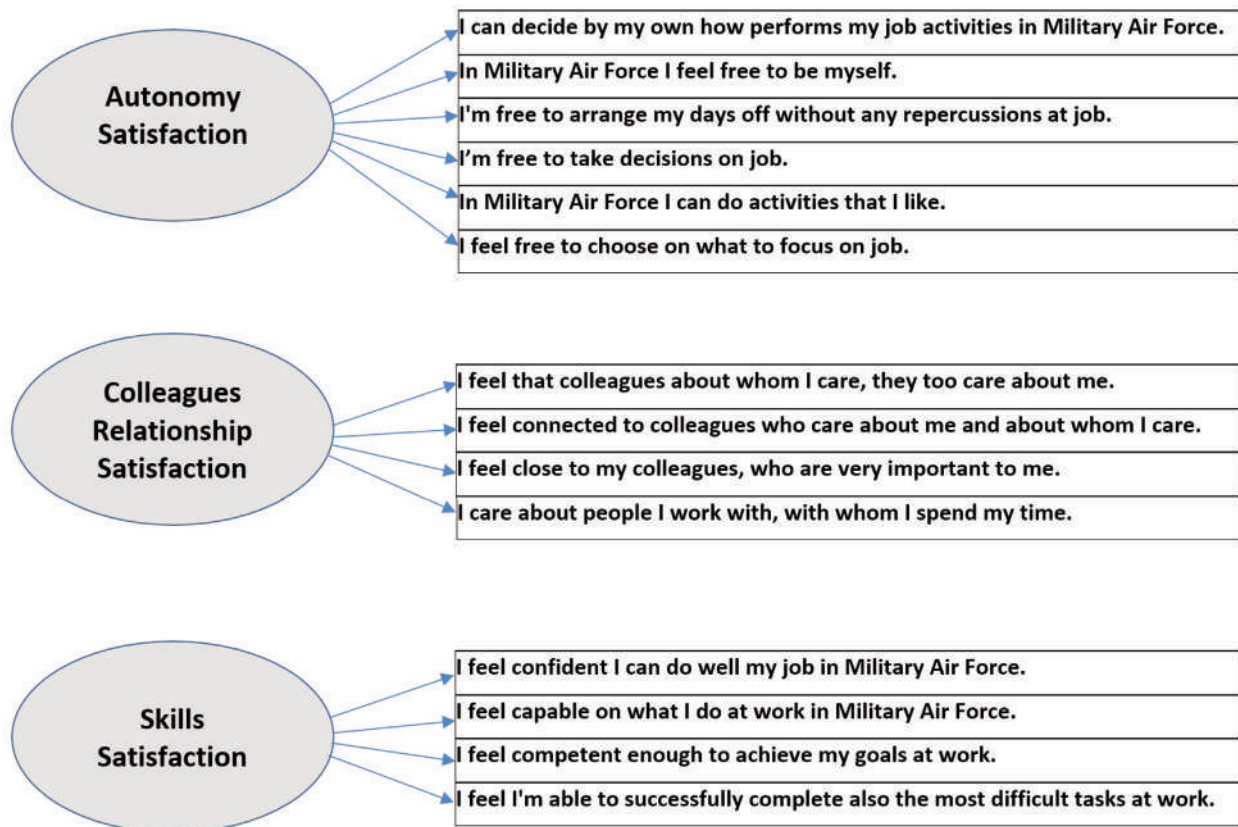 Autonomy
Satisfaction
I can decide by my own how performs my job activities in Military Air Force.
In Military Air Force I feel free to be myself.
I'm free to arrange my days off without any repercussions at job.
I’m free to take decisions on job.
In Military Air Force I can do activities that I like.
I feel free to choose on what to focus on job.
Colleagues
Relationship
Satisfaction
I feel that colleagues about whom I care, they too care about me.
I feel connected to colleagues who care about me and about whom I care.
I feel close to my colleagues, who are very important to me.
I care about people I work with, with whom I spend my time.
Skills
Satisfaction
I feel confident I can do well my job in Military Air Force.
I feel capable on what I do at work in Military Air Force.
I feel competent enough to achieve my goals at work.
I feel I'm able to successfully complete also the most difficult tasks at work.